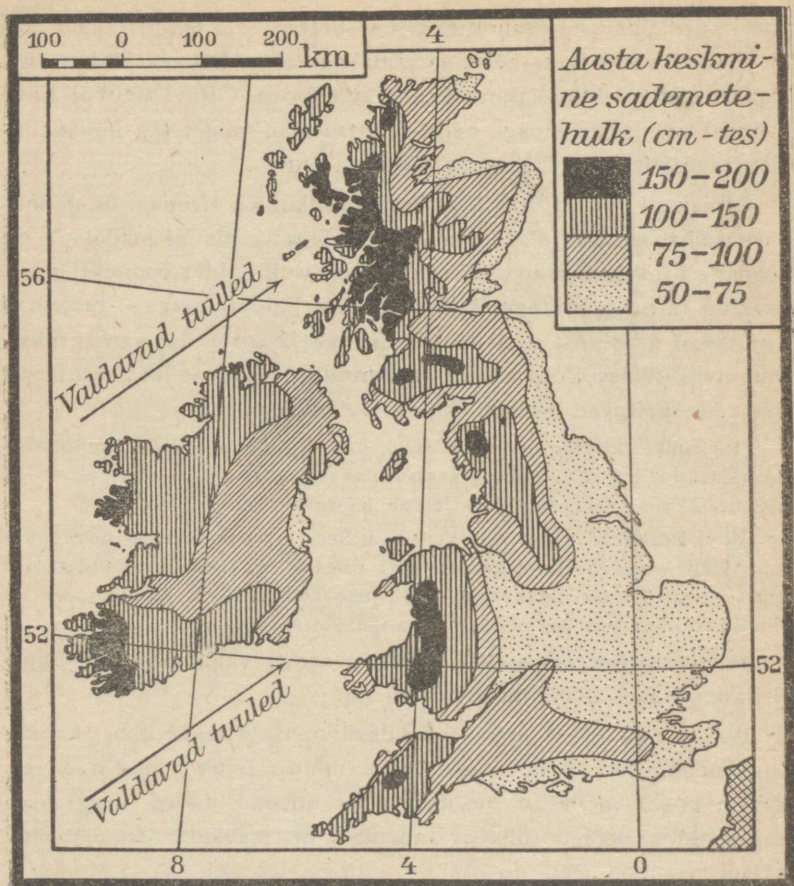 100 0 100 200 km
4
Aasta keskmi-
ne sademete-
hulk (cm-tes)
150-200
100-150
75-100
50-75
56
Valdavad tuuled
52
52
Valdavad tuuled
8 4 0